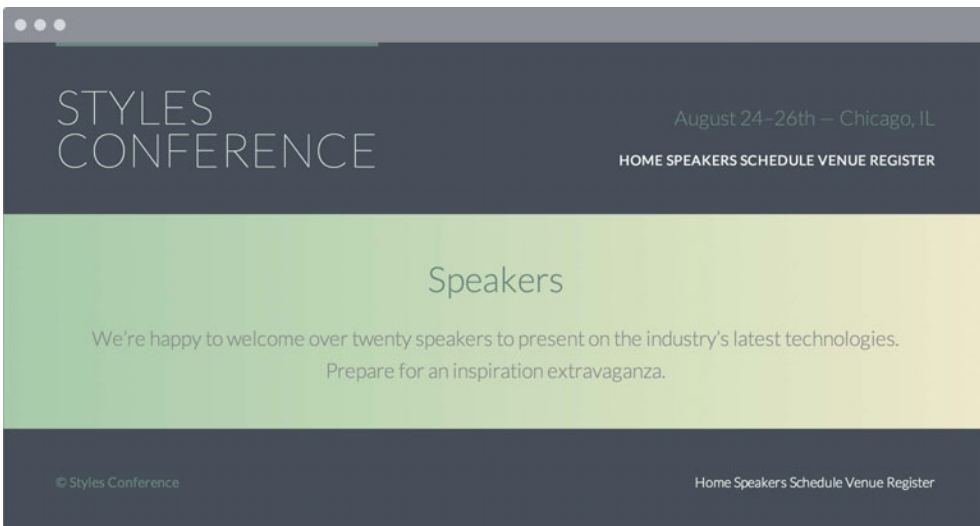 STYLES
CONFERENCE
August 24–26th — Chicago, IL
HOME SPEAKERS SCHEDULE VENUE REGISTER
Speakers
We’re happy to welcome over twenty speakers to present on the industry’s latest technologies.
Prepare for an inspiration extravaganza.
© Styles Conference
Home Speakers Schedule Venue Register